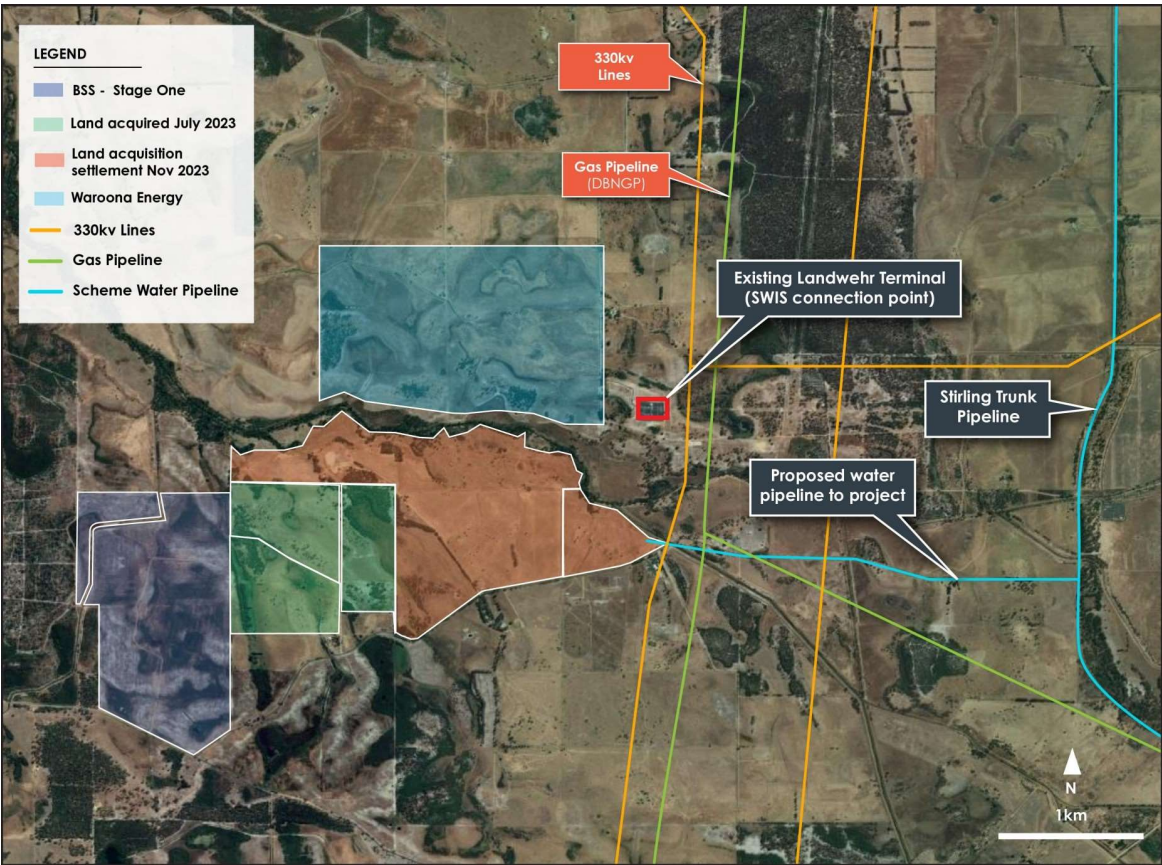 LEGEND
BSS - Stage One
Land acquired July 2023
Land acquisition
settlement Nov 2023
Waroona Energy
330kv Lines
Gas Pipeline
Scheme Water Pipeline
330kv
Lines
Gas Pipeline
(DBNGP)
Existing Landwehr Terminal
(SWIS connection point)
Stirling Trunk
Pipeline
Proposed water
pipeline to project
N
1km